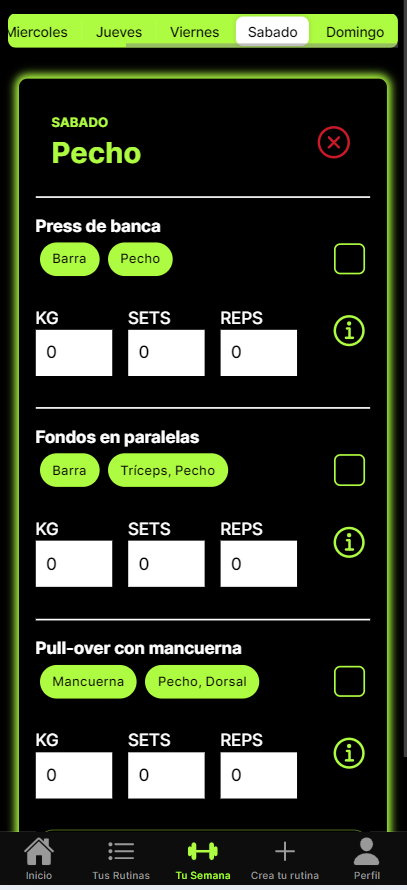 Miercoles Jueves Viernes Sabado Domingo
SABADO
Pecho
Press de banca
Barra Pecho
KG SETS REPS
0 0 0
Fondos en paralelas
Barra Tríceps, Pecho
KG SETS REPS
0 0 0
Pull-over con mancuerna
Mancuerna Pecho, Dorsal
KG SETS REPS
0 0 0
Inicio Tus Rutinas Tu Semana Crea tu rutina Perfil